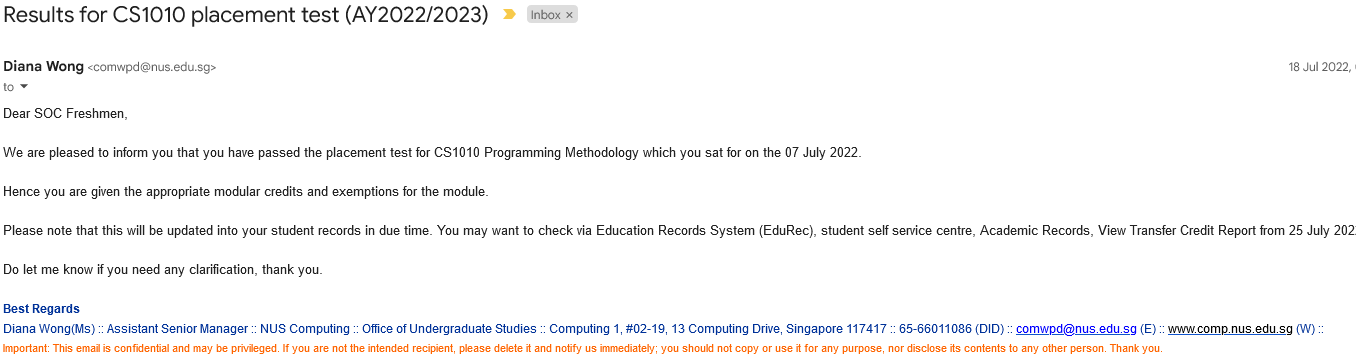 Results for CS1010 placement test (AY2022/2023) Inbox ×
Diana Wong <comwpd@nus.edu.sg> 18 Jul 2022,
to
Dear SOC Freshmen,
We are pleased to inform you that you have passed the placement test for CS1010 Programming Methodology which you sat for on the 07 July 2022.
Hence you are given the appropriate modular credits and exemptions for the module.
Please note that this will be updated into your student records in due time. You may want to check via Education Records System (EduRec), student self service centre, Academic Records, View Transfer Credit Report from 25 July 202
Do let me know if you need any clarification, thank you.
Best Regards
Diana Wong(Ms) :: Assistant Senior Manager :: NUS Computing :: Office of Undergraduate Studies :: Computing 1, #02-19, 13 Computing Drive, Singapore 117417 :: 65-66011086 (DID) :: comwpd@nus.edu.sg (E) :: www.comp.nus.edu.sg (W) ::
Important: This email is confidential and may be privileged. If you are not the intended recipient, please delete it and notify us immediately; you should not copy or use it for any purpose, nor disclose its contents to any other person. Thank you.